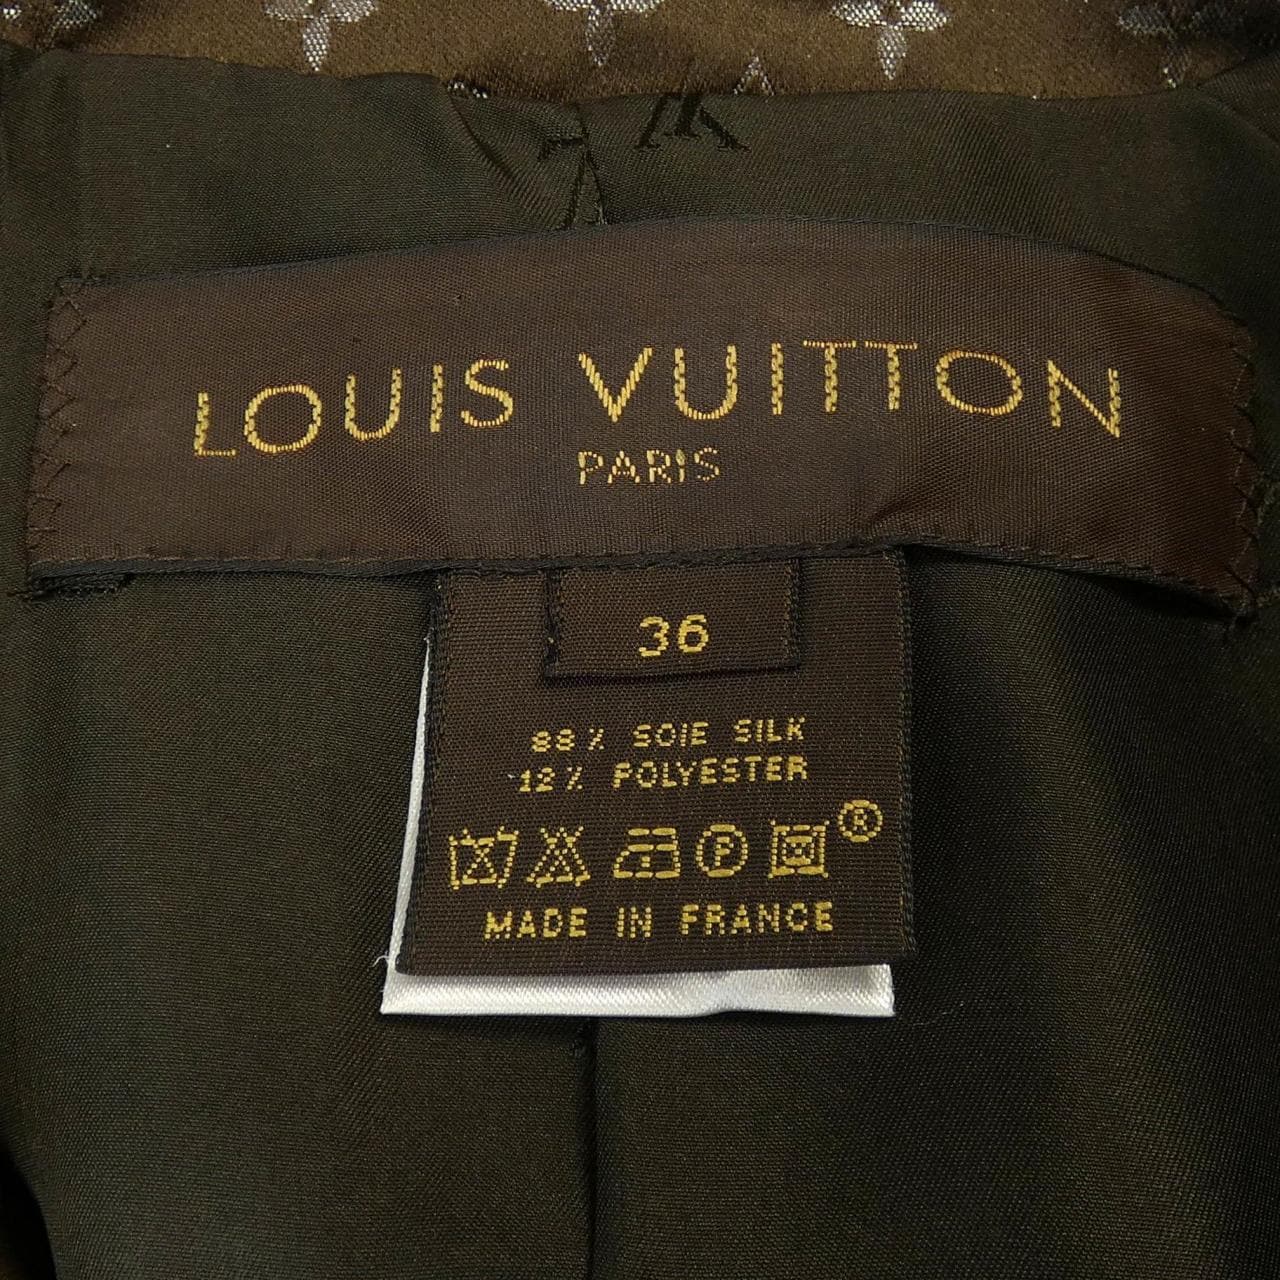 LOUIS VUITTON
PARIS
36
88% SOIE SILK
12% POLYESTER
P ®
MADE IN FRANCE